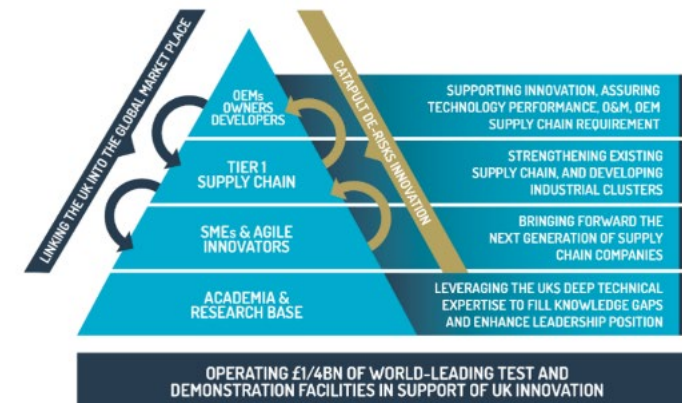 LINKING THE UK INTO THE GLOBAL MARKET PLACE
CATAPULT DE-RISKS INNOVATION
OEMs
OWNERS
DEVELOPERS
SUPPORTING INNOVATION, ASSURING
TECHNOLOGY PERFORMANCE, O&M, OEM
SUPPLY CHAIN REQUIREMENT
TIER 1
SUPPLY CHAIN
STRENGTHENING EXISTING
SUPPLY CHAIN, AND DEVELOPING
INDUSTRIAL CLUSTERS
SMEs & AGILE
INNOVATORS
BRINGING FORWARD THE
NEXT GENERATION OF SUPPLY
CHAIN COMPANIES
ACADEMIA &
RESEARCH BASE
LEVERAGING THE UKS DEEP TECHNICAL
EXPERTISE TO FILL KNOWLEDGE GAPS
AND ENHANCE LEADERSHIP POSITION
OPERATING £1/4BN OF WORLD-LEADING TEST AND
DEMONSTRATION FACILITIES IN SUPPORT OF UK INNOVATION